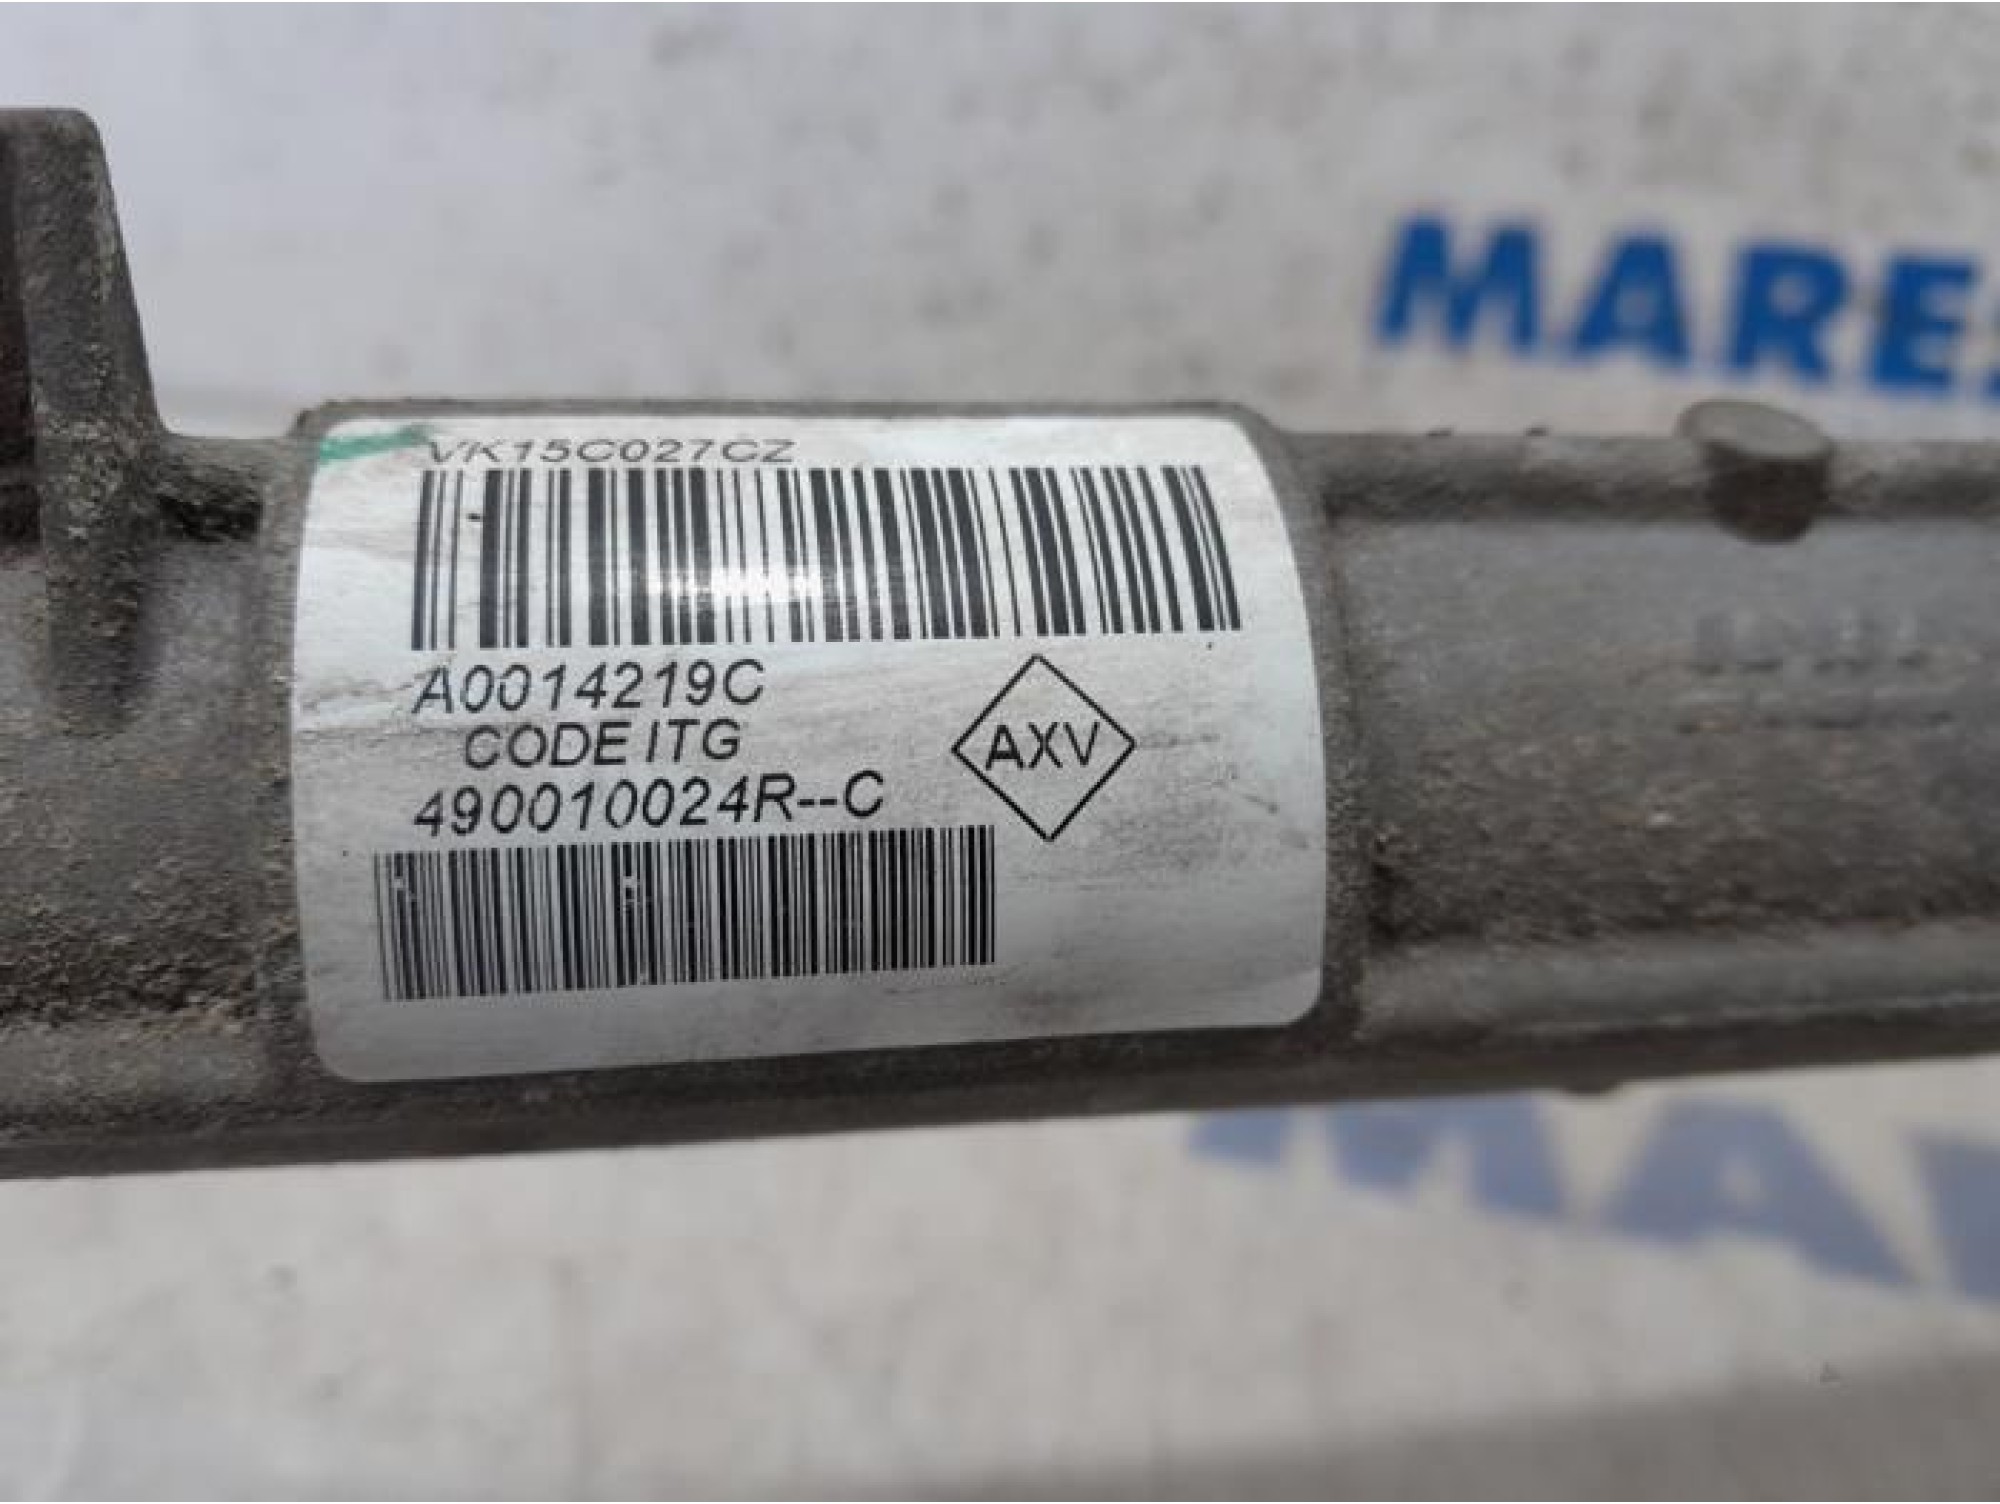 MARE
VK15C027CZ
A0014219C
CODE ITG
AXV
490010024R--C